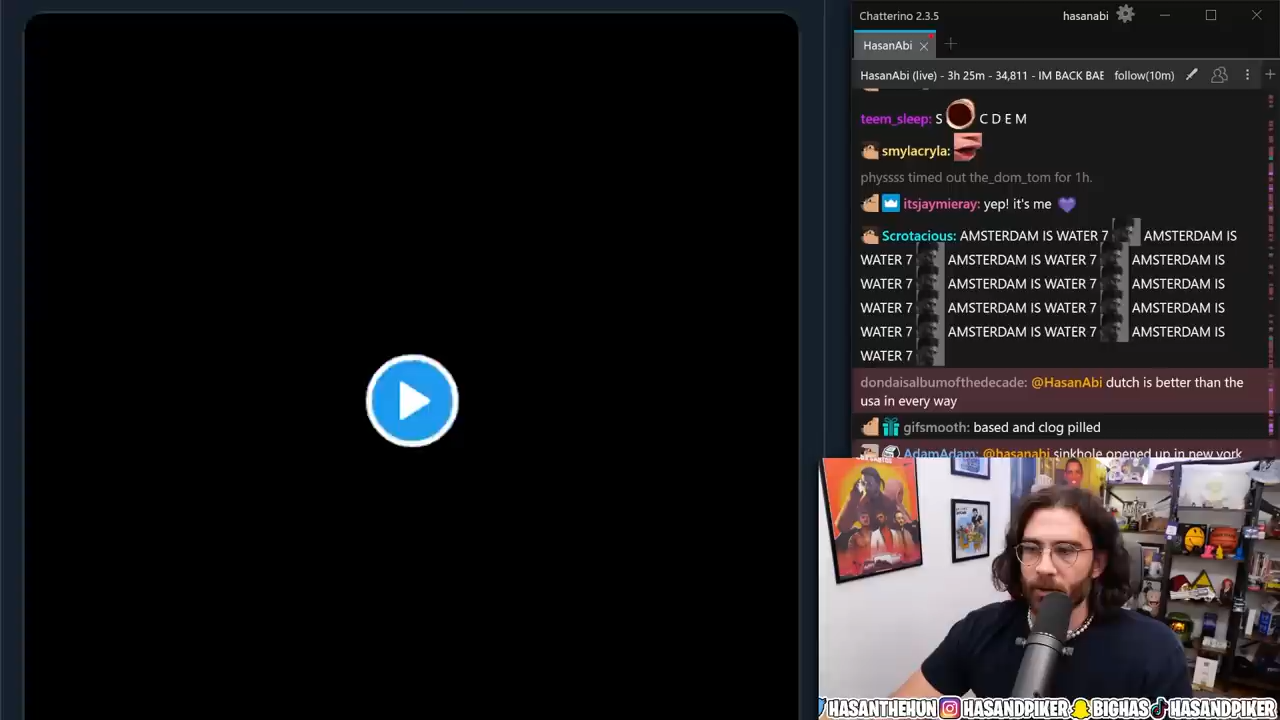 Chatterino 2.3.5
hasanabi
HasanAbi
HasanAbi (live) - 3h 25m - 34,811 - IM BACK BAE
follow(10m)
teem_sleep: S C D E M
smylacryla:
physsss timed out the_dom_tom for 1h.
itsjaymieray: yep! it's me
Scrotacious: AMSTERDAM IS WATER 7 AMSTERDAM IS
WATER 7 AMSTERDAM IS WATER 7 AMSTERDAM IS
WATER 7 AMSTERDAM IS WATER 7 AMSTERDAM IS
WATER 7 AMSTERDAM IS WATER 7 AMSTERDAM IS
WATER 7 AMSTERDAM IS WATER 7 AMSTERDAM IS
WATER 7
dondaisalbumofthedecade: @HasanAbi dutch is better than the
usa in every way
gifsmooth: based and clog pilled
AdamAdam: @hasanabi sinkhole opened up in new york
HASANTHEHUN HASANDPIKER BIGHAS HASANDPIKER